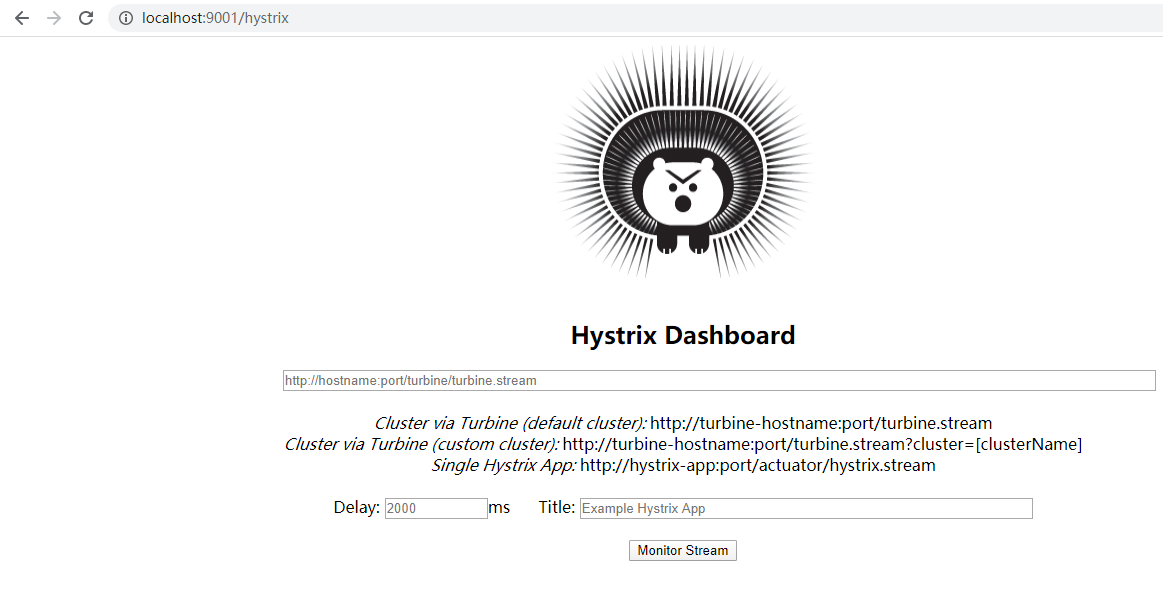 localhost:9001/hystrix
Hystrix Dashboard
http://hostname:port/turbine/turbine.stream
Cluster via Turbine (default cluster): http://turbine-hostname:port/turbine.stream
Cluster via Turbine (custom cluster): http://turbine-hostname:port/turbine.stream?cluster=[clusterName]
Single Hystrix App: http://hystrix-app:port/actuator/hystrix.stream
Delay: 2000 ms Title: Example Hystrix App
Monitor Stream